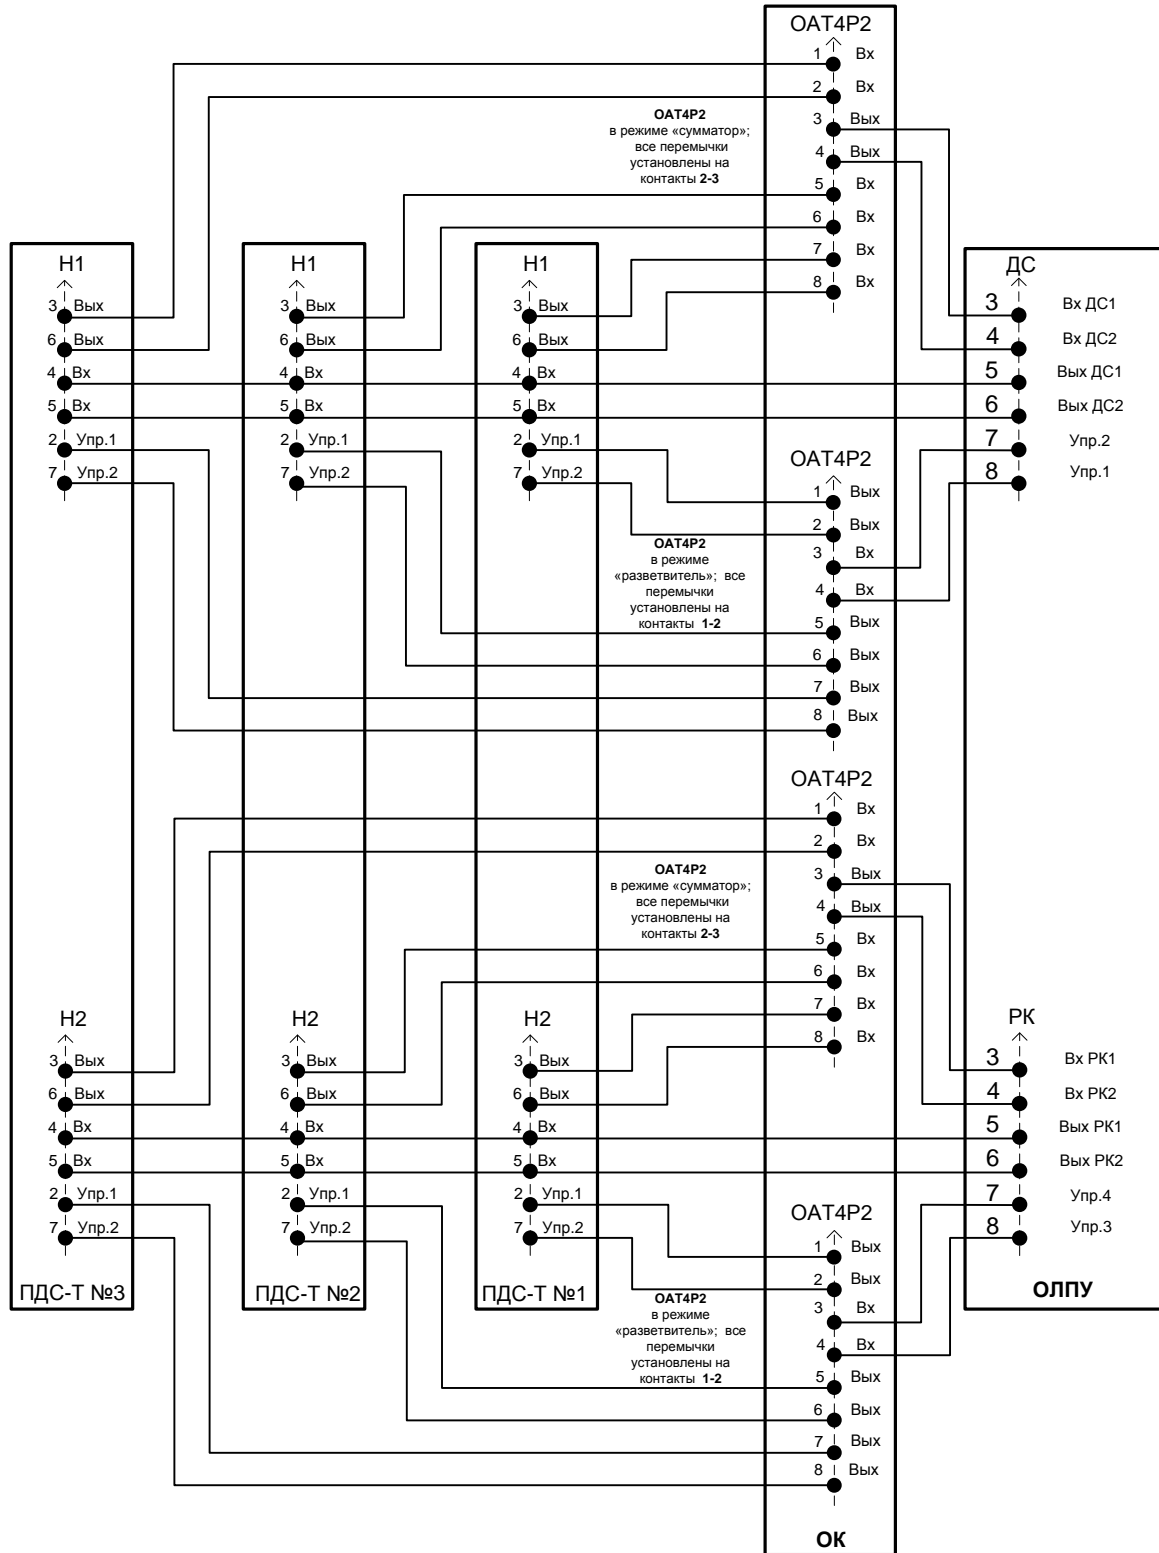 ОАТ4Р2
1 Вх
2 Вх
3 Вых
4 Вых
5 Вх
6 Вх
7 Вх
8 Вх
ОАТ4Р2
в режиме «сумматор»;
все перемычки
установлены на
контакты 2-3
Н1
3 Вых
6 Вых
4 Вх
5 Вх
2 Упр.1
7 Упр.2
Н1
3 Вых
6 Вых
4 Вх
5 Вх
2 Упр.1
7 Упр.2
Н1
3 Вых
6 Вых
4 Вх
5 Вх
2 Упр.1
7 Упр.2
ДС
3 Вх ДС1
4 Вх ДС2
5 Вых ДС1
6 Вых ДС2
7 Упр.2
8 Упр.1
ОАТ4Р2
1 Вых
2 Вых
3 Вх
4 Вх
5 Вых
6 Вых
7 Вых
8 Вых
ОАТ4Р2
в режиме
«разветвитель»; все
перемычки
установлены на
контакты 1-2
ОАТ4Р2
1 Вх
2 Вх
3 Вых
4 Вых
5 Вх
6 Вх
7 Вх
8 Вх
ОАТ4Р2
в режиме «сумматор»;
все перемычки
установлены на
контакты 2-3
Н2
3 Вых
6 Вых
4 Вх
5 Вх
2 Упр.1
7 Упр.2
ПДС-Т №3
Н2
3 Вых
6 Вых
4 Вх
5 Вх
2 Упр.1
7 Упр.2
ПДС-Т №2
Н2
3 Вых
6 Вых
4 Вх
5 Вх
2 Упр.1
7 Упр.2
ПДС-Т №1
РК
3 Вх РК1
4 Вх РК2
5 Вых РК1
6 Вых РК2
7 Упр.4
8 Упр.3
ОЛПУ
ОАТ4Р2
1 Вых
2 Вых
3 Вх
4 Вх
5 Вых
6 Вых
7 Вых
8 Вых
ОАТ4Р2
в режиме
«разветвитель»; все
перемычки
установлены на
контакты 1-2
ОК